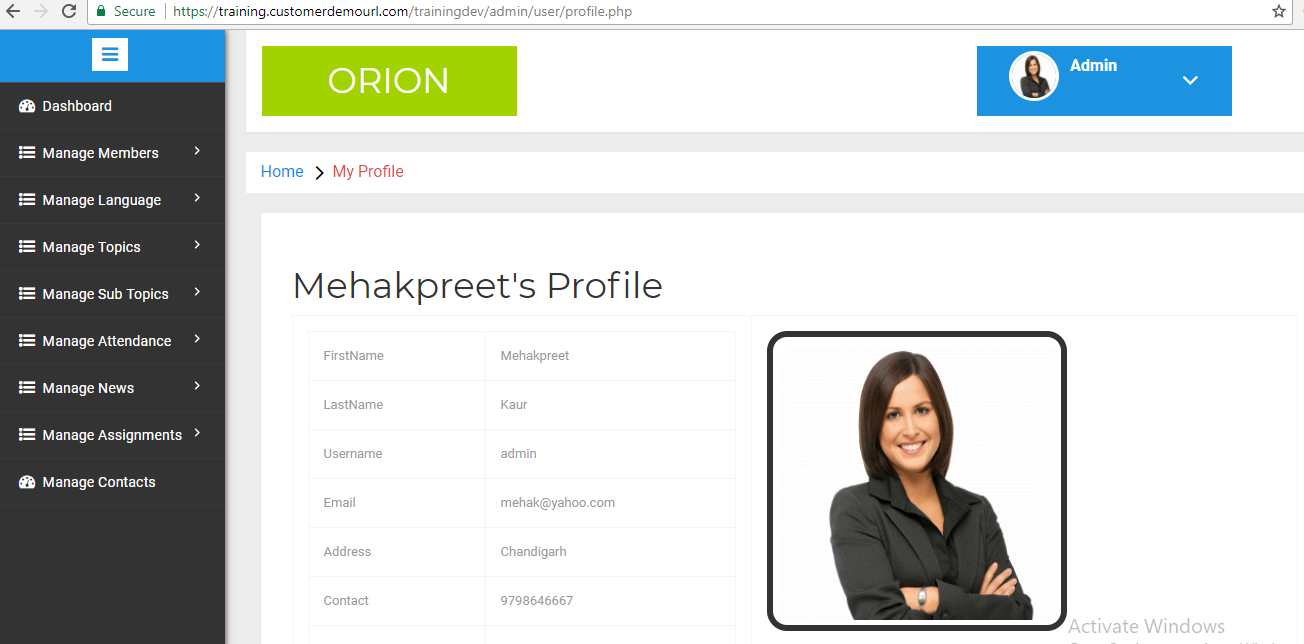 Secure https://training.customerdemourl.com/trainingdev/admin/user/profile.php
ORION
Admin
Dashboard
Manage Members
Manage Language
Manage Topics
Manage Sub Topics
Manage Attendance
Manage News
Manage Assignments
Manage Contacts
Home My Profile
Mehakpreet's Profile
FirstName Mehakpreet
LastName Kaur
Username admin
Email mehak@yahoo.com
Address Chandigarh
Contact 9798646667
Activate Windows